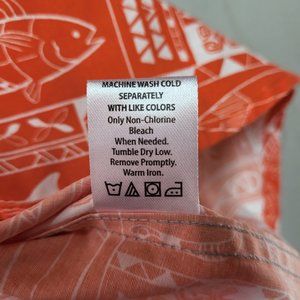 MACHINE WASH COLD
SEPARATELY
WITH LIKE COLORS
Only Non-Chlorine
Bleach
When Needed.
Tumble Dry Low.
Remove Promptly.
Warm Iron.